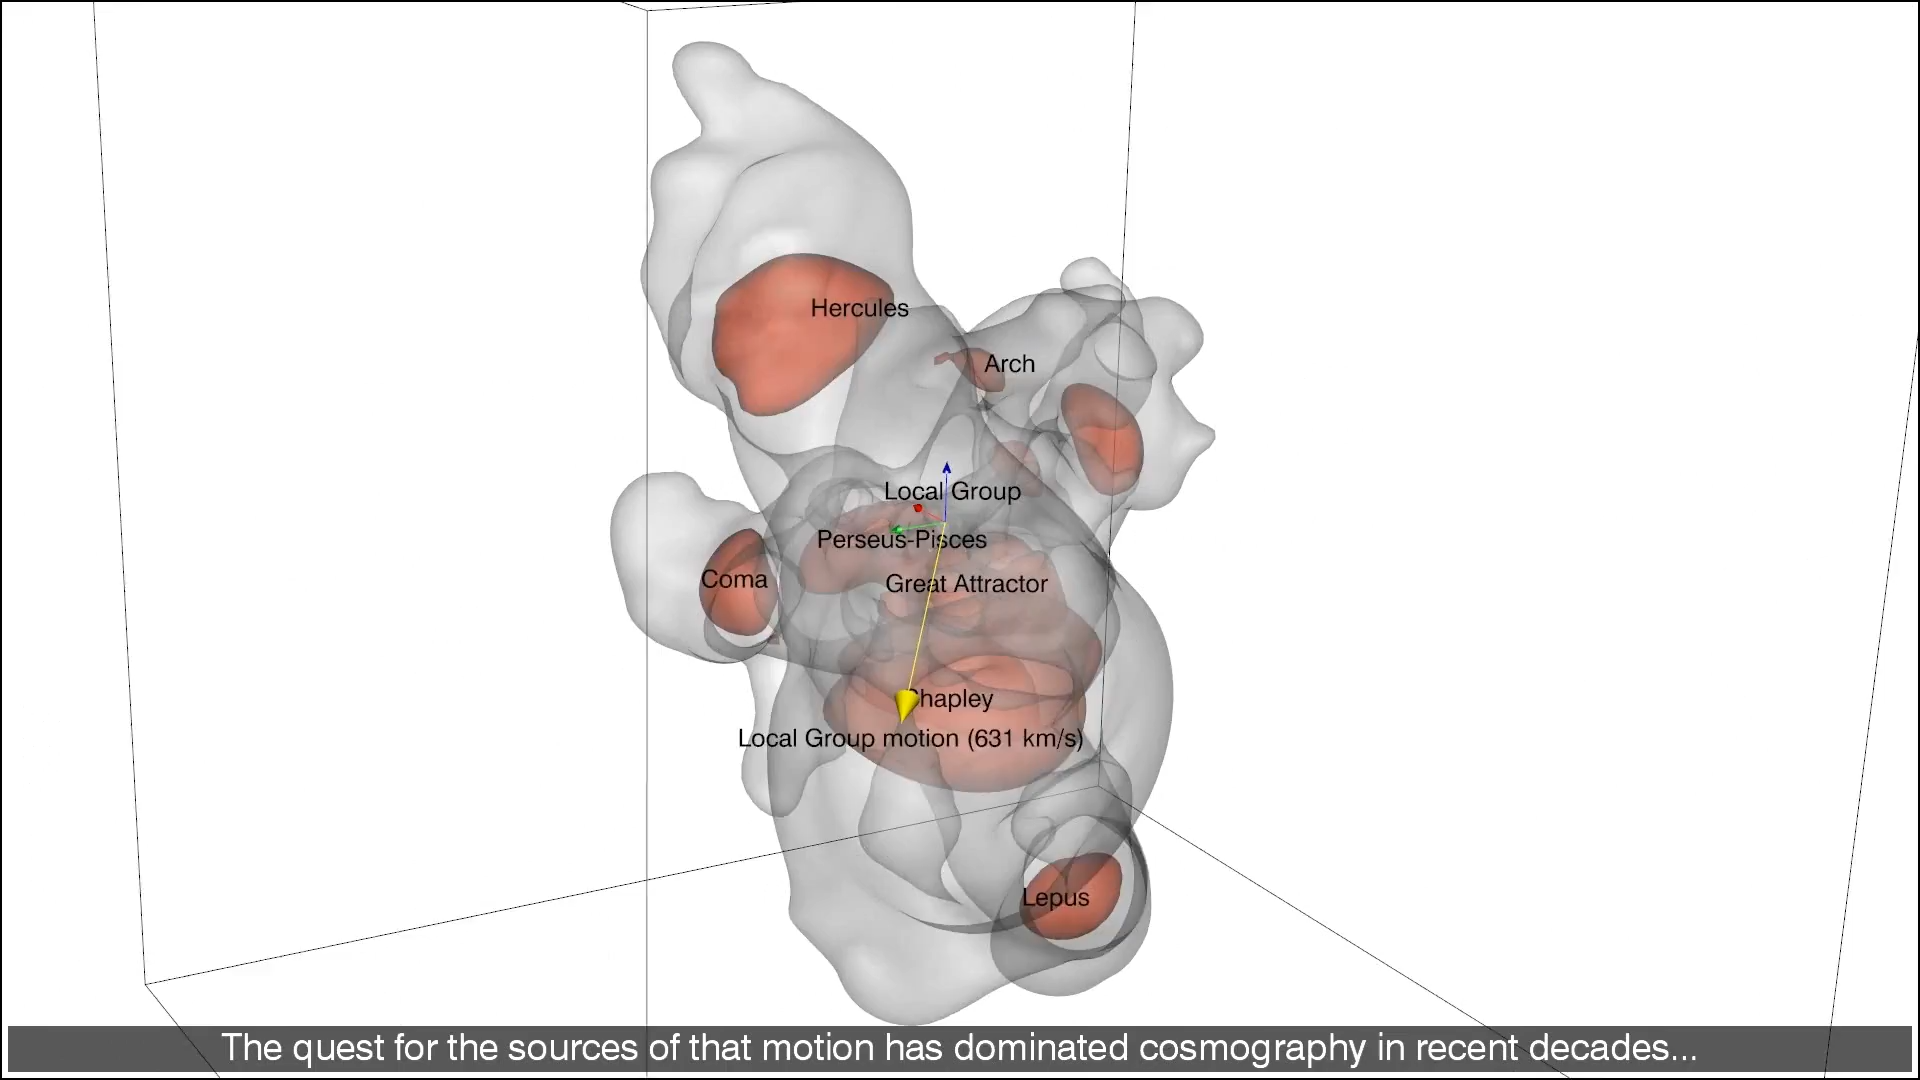 Hercules
Arch
Local Group
Perseus-Pisces
Coma
Great Attractor
Shapley
Local Group motion (631 km/s)
Lepus
The quest for the sources of that motion has dominated cosmography in recent decades...